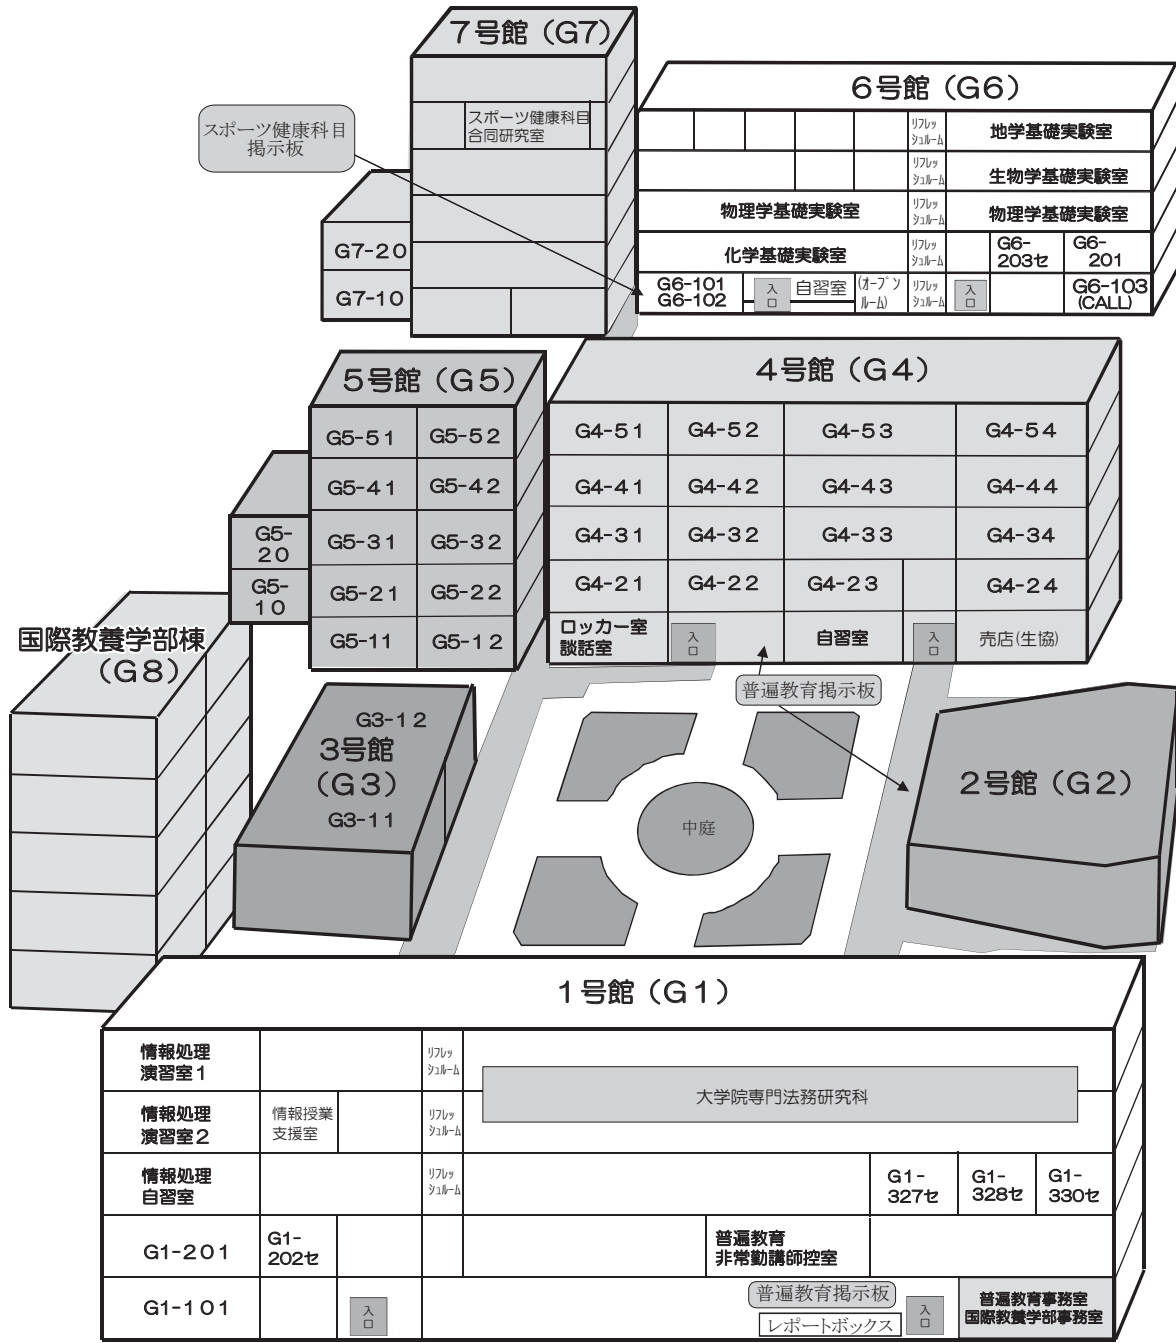 7号館（G7）
スポーツ健康科目
合同研究室
スポーツ健康科目
掲示板
G7-20
G7-10
6号館（G6）
リフレッ
シュルーム
地学基礎実験室
リフレッ
シュルーム
生物学基礎実験室
物理学基礎実験室
リフレッ
シュルーム
物理学基礎実験室
化学基礎実験室
リフレッ
シュルーム
G6-
203セ
G6-
201
G6-101
G6-102
入
口
自習室
(オープン
ルーム)
リフレッ
シュルーム
入
口
G6-103
(CALL)
5号館（G5）
G5-51
G5-52
G5-41
G5-42
G5-31
G5-32
G5-21
G5-22
G5-11
G5-12
G5-
20
G5-
10
4号館（G4）
G4-51
G4-52
G4-53
G4-54
G4-41
G4-42
G4-43
G4-44
G4-31
G4-32
G4-33
G4-34
G4-21
G4-22
G4-23
G4-24
ロッカー室
談話室
入
口
自習室
入
口
売店(生協)
普遍教育掲示板
国際教養学部棟
（G8）
G3-12
3号館
（G3）
G3-11
中庭
2号館（G2）
1号館（G1）
情報処理
演習室1
リフレッ
シュルーム
大学院専門法務研究科
情報処理
演習室2
情報授業
支援室
リフレッ
シュルーム
情報処理
自習室
リフレッ
シュルーム
G1-
327セ
G1-
328セ
G1-
330セ
G1-201
G1-
202セ
普遍教育
非常勤講師控室
G1-101
入
口
普遍教育掲示板
レポートボックス
入
口
普遍教育事務室
国際教養学部事務室